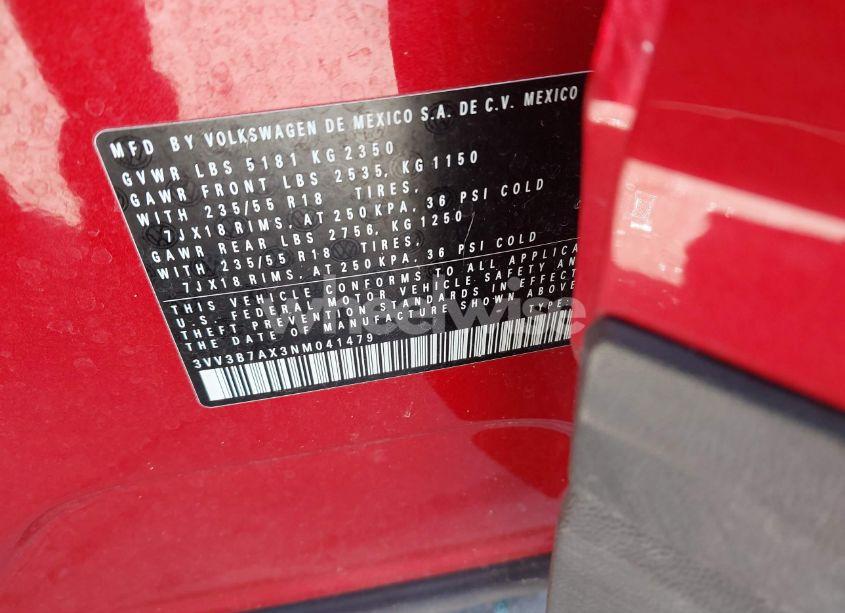 MFD BY VOLKSWAGEN DE MEXICO S.A. DE C.V. MEXICO
GVWR LBS 5181 KG 2350
GAWR FRONT LBS 2535, KG 1150
WITH 235/55 R18 TIRES,
7JX18 RIMS, AT 250 KPA, 36 PSI COLD
GAWR REAR LBS 2756, KG 1250
WITH 235/55 R18 TIRES,
7JX18 RIMS, AT 250 KPA, 36 PSI COLD
THIS VEHICLE CONFORMS TO ALL APPLICA
U.S. FEDERAL MOTOR VEHICLE SAFETY AN
THEFT PREVENTION STANDARDS IN EFFECT
THE DATE OF MANUFACTURE SHOWN ABOVE
3VV3B7AX3NM041479 TYPE
wheelwise